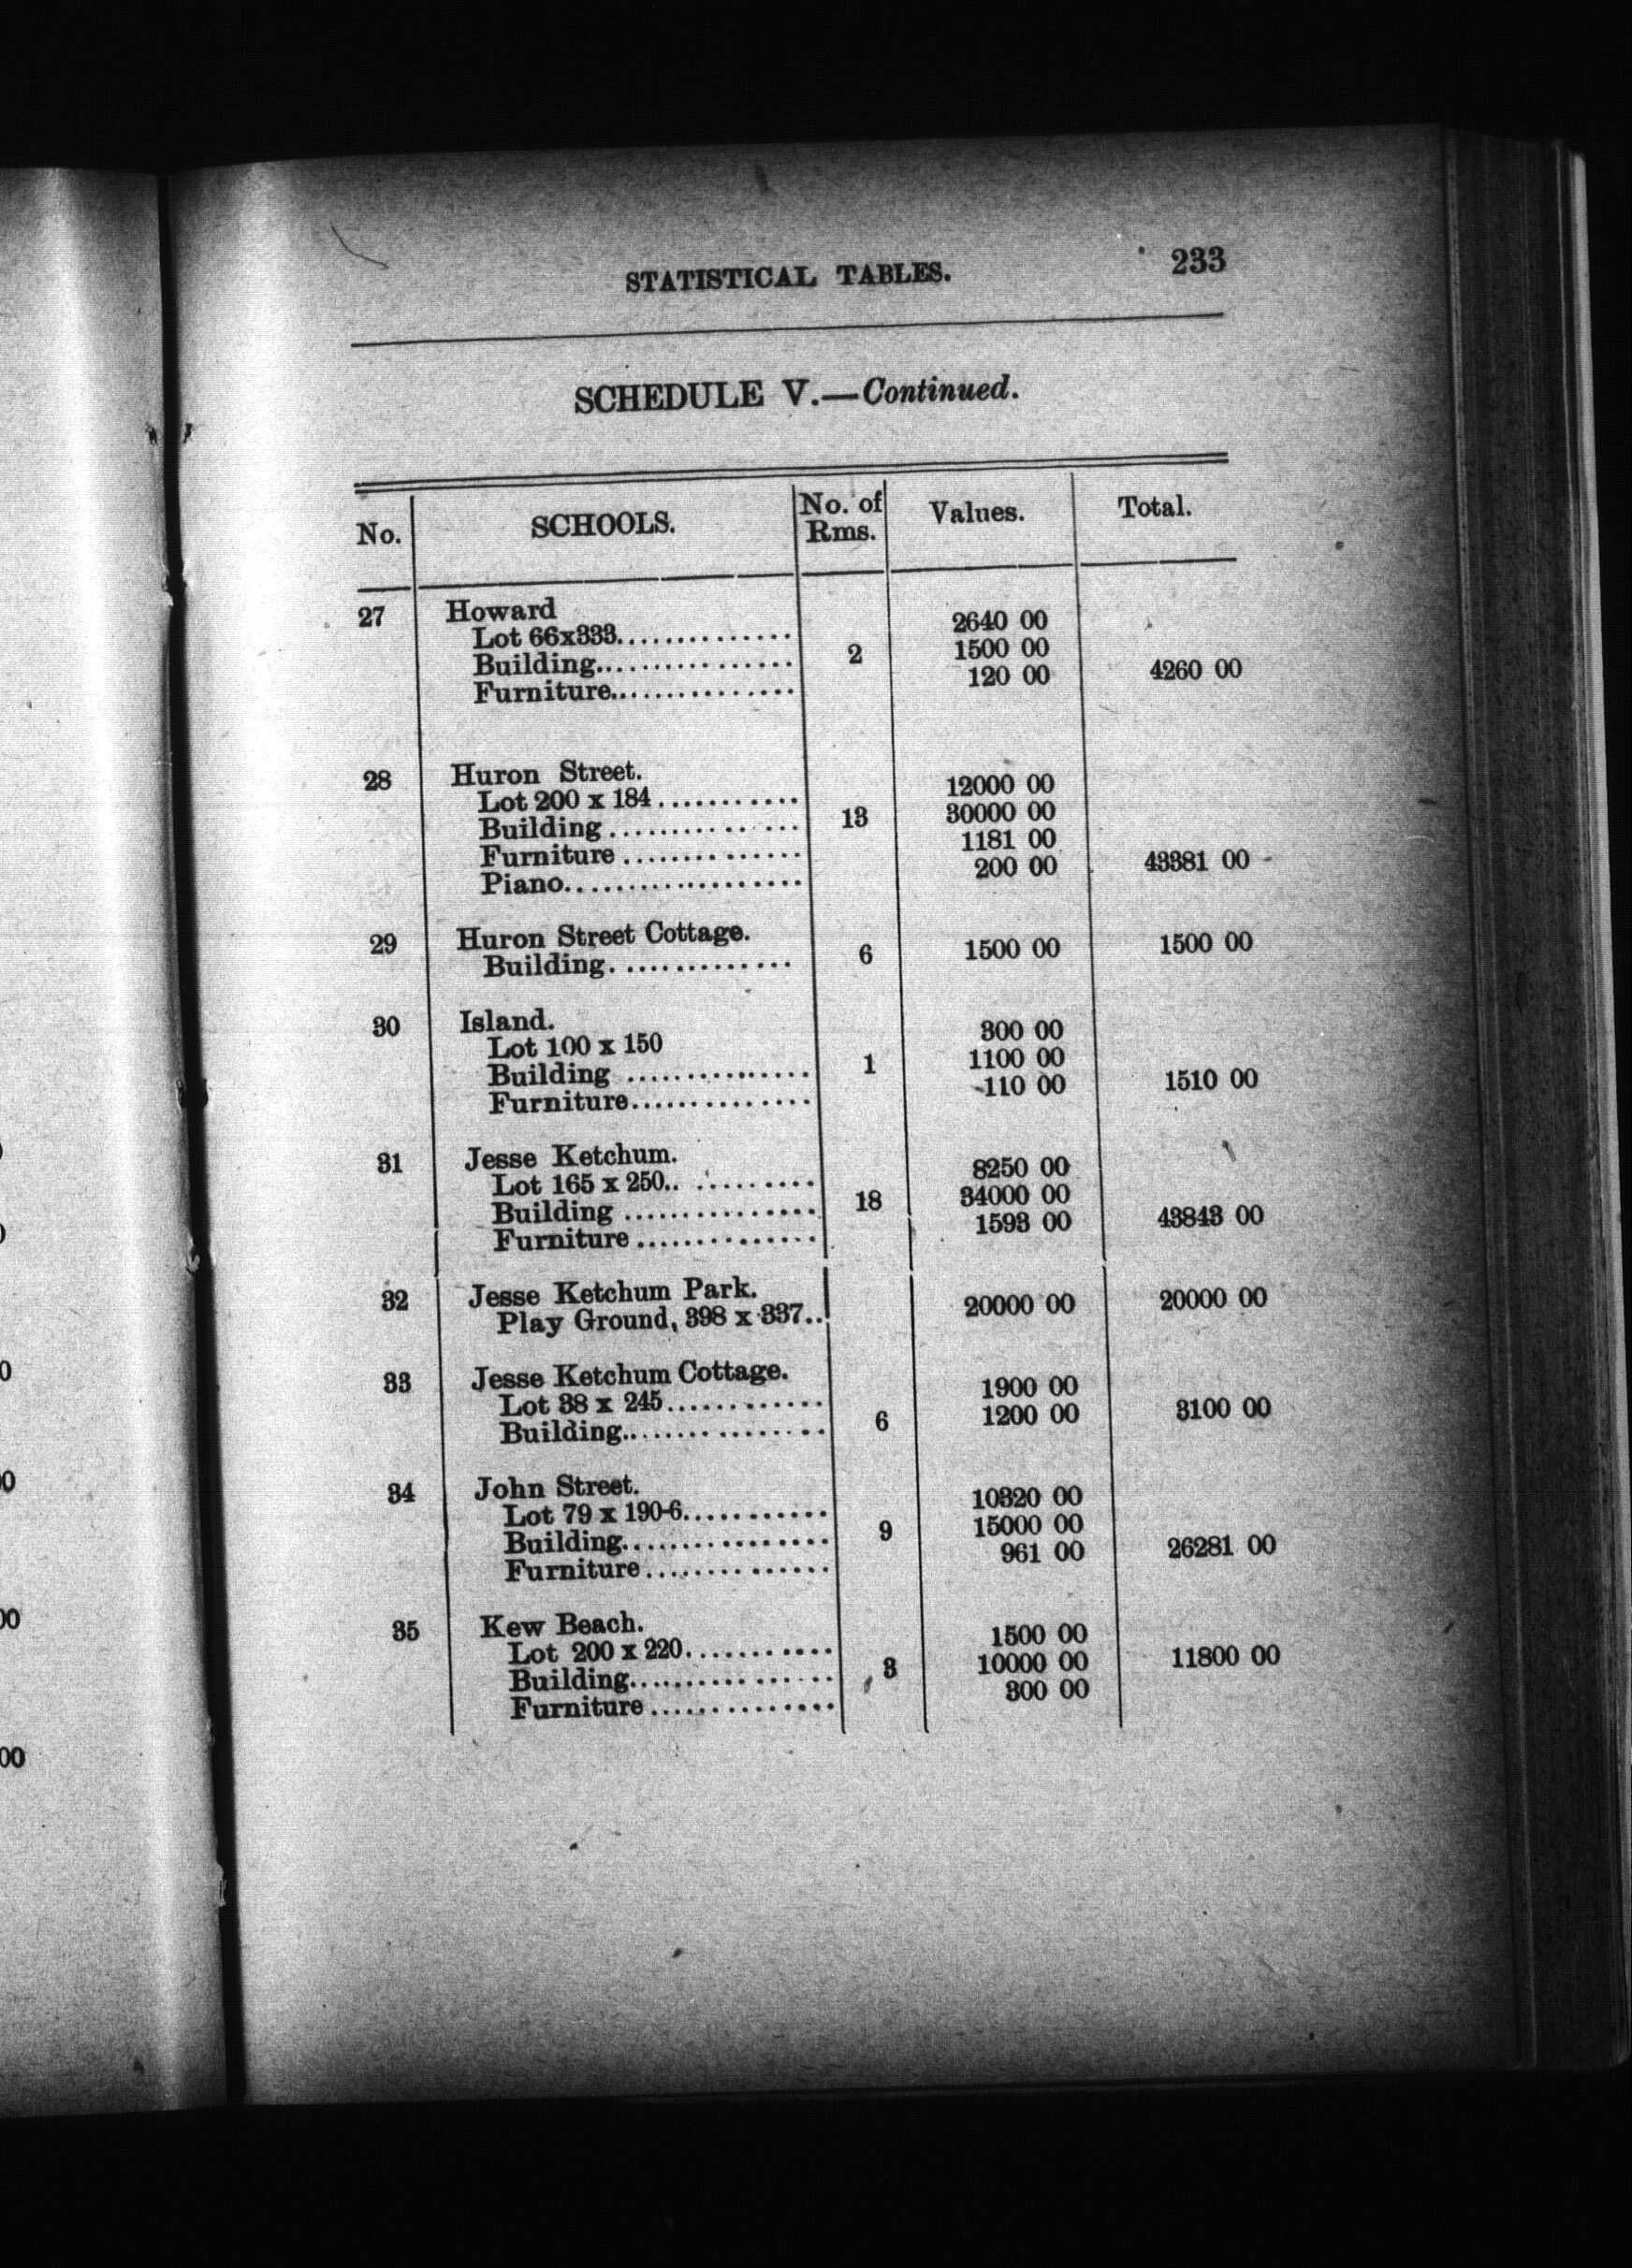 STATISTICAL TABLES. 233
SCHEDULE V.—Continued.
No. SCHOOLS. No. of Rms. Values. Total.
27 Howard
Lot 66x333.............. 2640 00
Building................ 2 1500 00
Furniture............... 120 00 4260 00
28 Huron Street.
Lot 200 x 184........... 12000 00
Building................ 13 30000 00
Furniture............... 1181 00
Piano................... 200 00 43381 00
29 Huron Street Cottage.
Building............... 6 1500 00 1500 00
30 Island.
Lot 100 x 150 300 00
Building ............... 1 1100 00
Furniture............... 110 00 1510 00
31 Jesse Ketchum.
Lot 165 x 250........... 8250 00
Building ............... 18 34000 00
Furniture............... 1593 00 43843 00
32 Jesse Ketchum Park.
Play Ground, 398 x 337.. 20000 00 20000 00
33 Jesse Ketchum Cottage.
Lot 38 x 245............ 1900 00
Building................ 6 1200 00 3100 00
34 John Street.
Lot 79 x 190-6........... 10320 00
Building................ 9 15000 00
Furniture............... 961 00 26281 00
35 Kew Beach.
Lot 200 x 220........... 1500 00
Building................ 3 10000 00 11800 00
Furniture............... 300 00
0
00
00
00